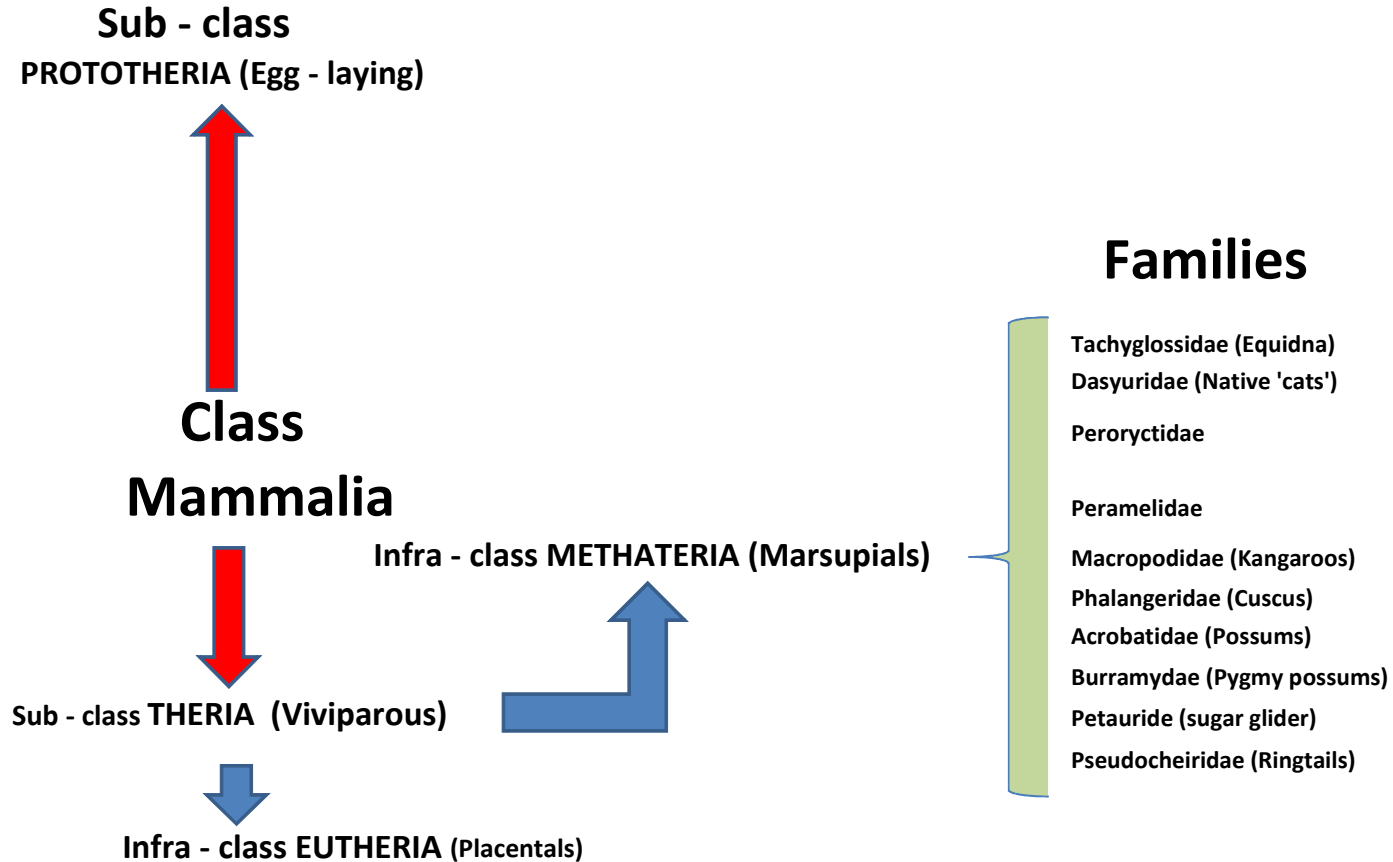 Sub - class
PROTOTHERIA (Egg - laying)
Class
Mammalia
Sub - class THERIA (Viviparous)
Infra - class EUTHERIA (Placentals)
Infra - class METHATERIA (Marsupials)
Families
Tachyglossidae (Equidna)
Dasyuridae (Native 'cats')
Peroryctidae
Peramelidae
Macropodidae (Kangaroos)
Phalangeridae (Cuscus)
Acrobatidae (Possums)
Burramydae (Pygmy possums)
Petauride (sugar glider)
Pseudocheiridae (Ringtails)